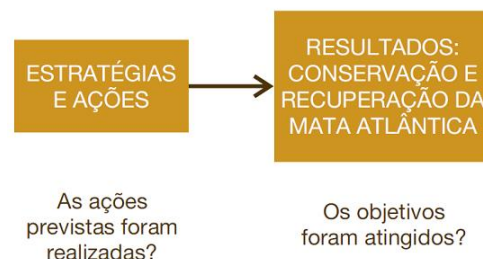 ESTRATÉGIAS
E AÇÕES
RESULTADOS:
CONSERVAÇÃO E
RECUPERAÇÃO DA
MATA ATLÂNTICA
As ações
previstas foram
realizadas?
Os objetivos
foram atingidos?